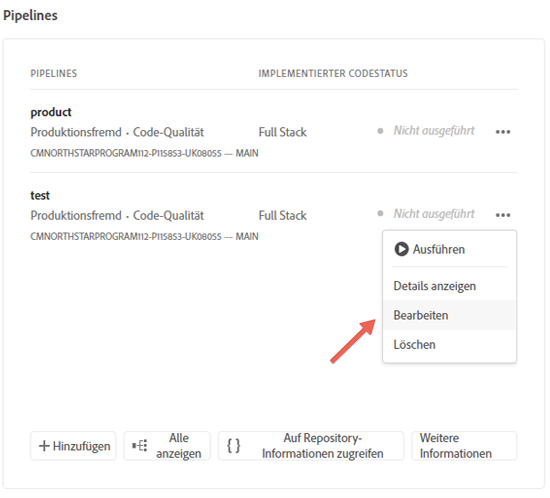 Pipelines
PIPELINES IMPLEMENTIERTER CODESTATUS
product
Produktionsfremd · Code-Qualität Full Stack Nicht ausgeführt
CMNORTHSTARPROGRAM112-P115853-UK08055 — MAIN
test
Produktionsfremd · Code-Qualität Full Stack Nicht ausgeführt
CMNORTHSTARPROGRAM112-P115853-UK08055 — MAIN
Ausführen
Details anzeigen
Bearbeiten
Löschen
Hinzufügen
Alle
anzeigen
Auf Repository-
Informationen zugreifen
Weitere
Informationen